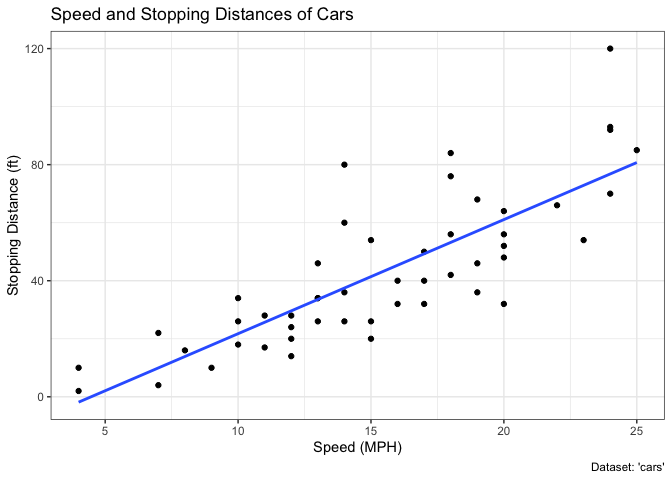 Speed and Stopping Distances of Cars
120
80
40
0
Stopping Distance (ft)
5 10 15 20 25
Speed (MPH)
Dataset: 'cars'